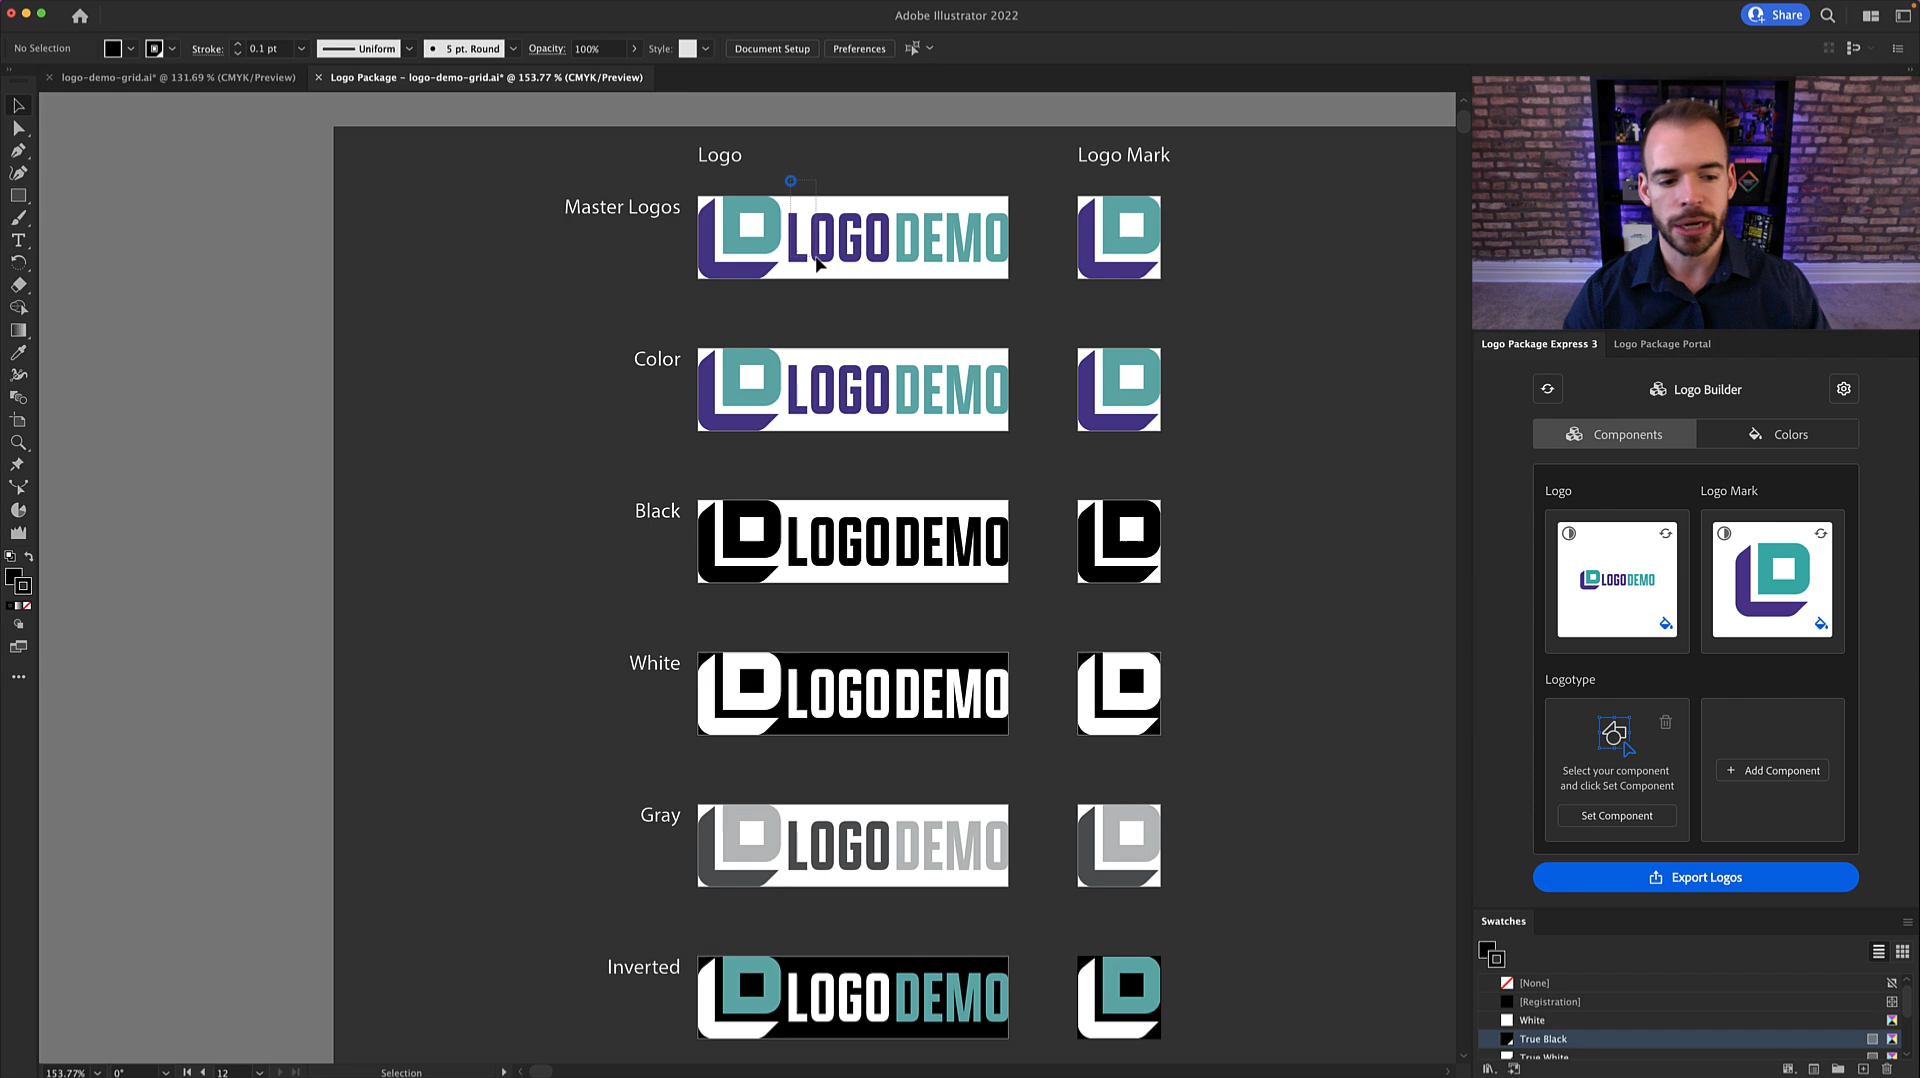 Adobe Illustrator 2022
Share
No Selection
Stroke:
0.1 pt
Uniform
5 pt. Round
Opacity:
100%
Style:
Document Setup
Preferences
logo-demo-grid.ai* @ 131.69 % (CMYK/Preview)
Logo Package – logo-demo-grid.ai* @ 153.77 % (CMYK/Preview)
Logo
Logo Mark
Master Logos
LOGODEMO
Color
LOGODEMO
Black
LOGODEMO
White
LOGODEMO
Gray
LOGODEMO
Inverted
LOGODEMO
Logo Package Express 3
Logo Package Portal
Logo Builder
Components
Colors
Logo
Logo Mark
LOGODEMO
Logotype
Select your component
and click Set Component
Set Component
+ Add Component
Export Logos
Swatches
[None]
[Registration]
White
True Black
True White
153.77%
0°
12
Selection